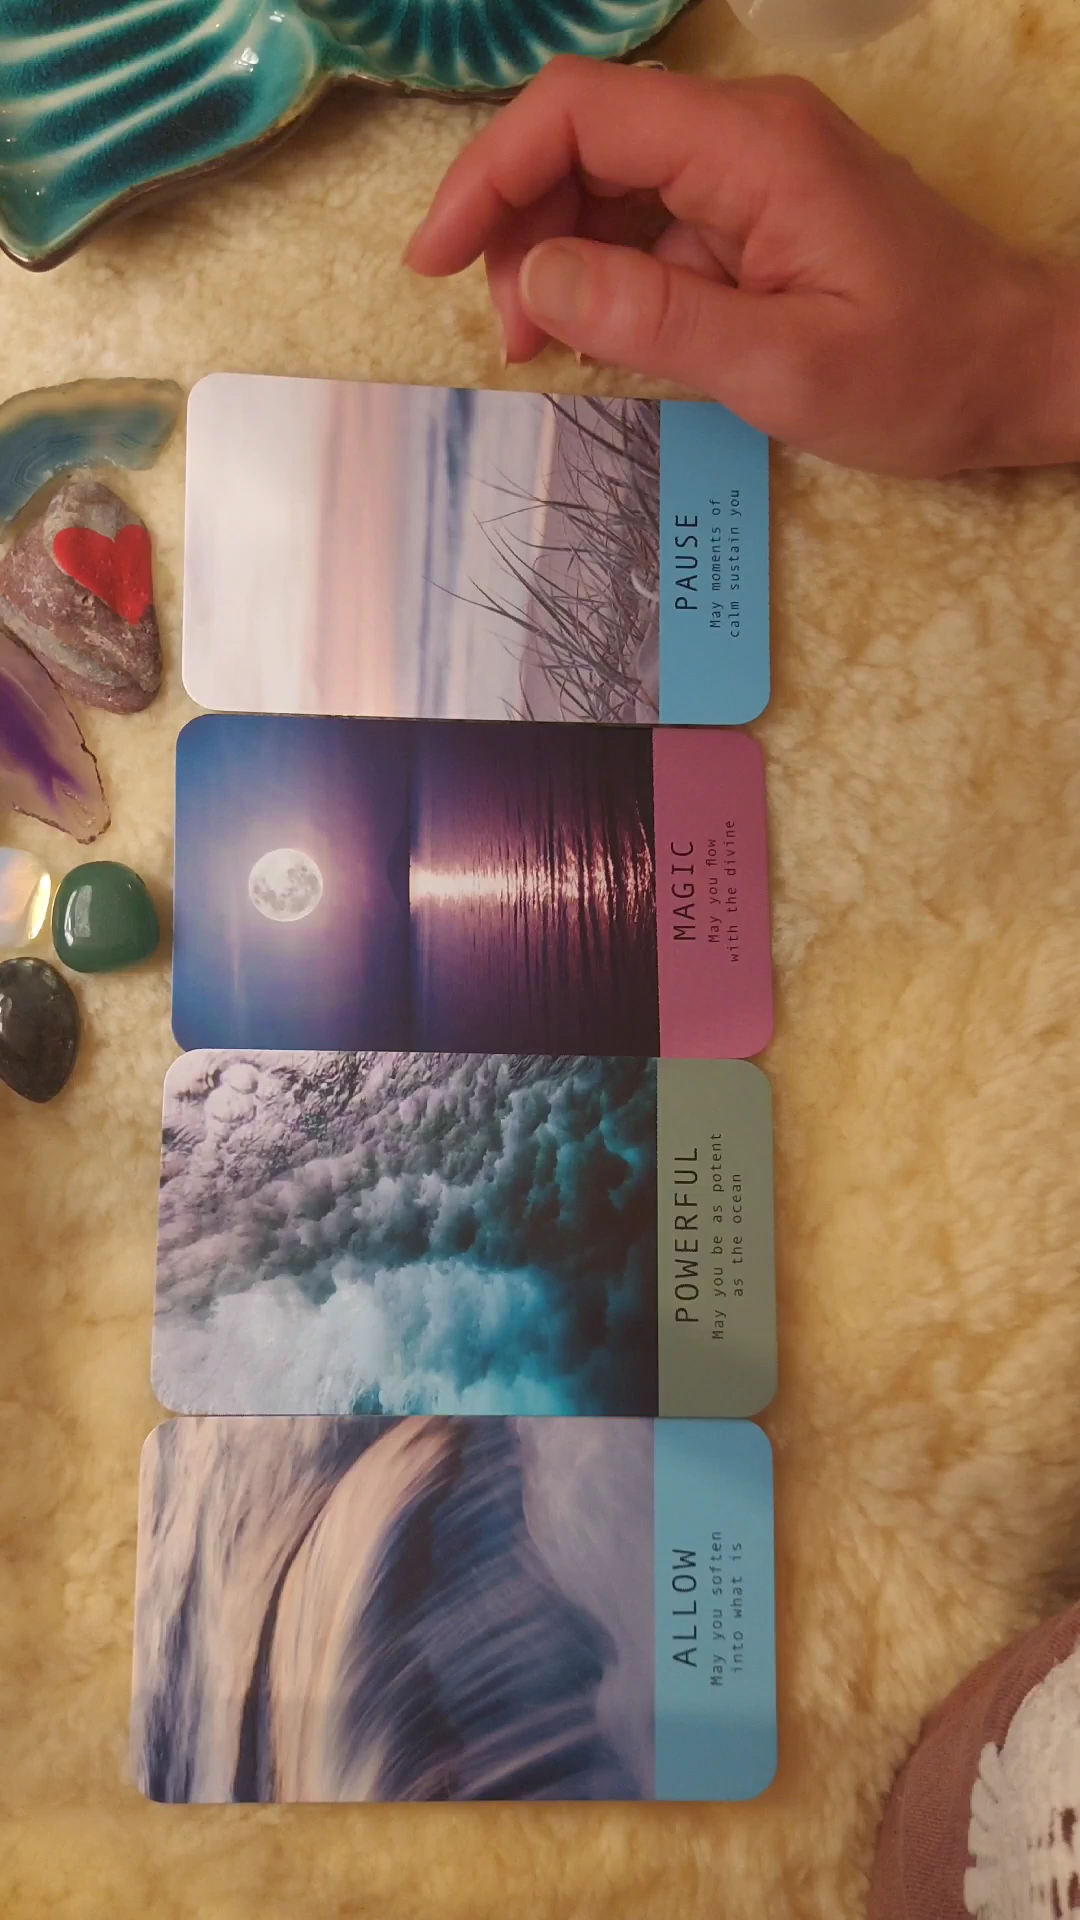 ALLOW
May you soften
into what is
POWERFUL
May you be as potent
as the ocean
MAGIC
May you flow
with the divine
PAUSE
May moments of
calm sustain you